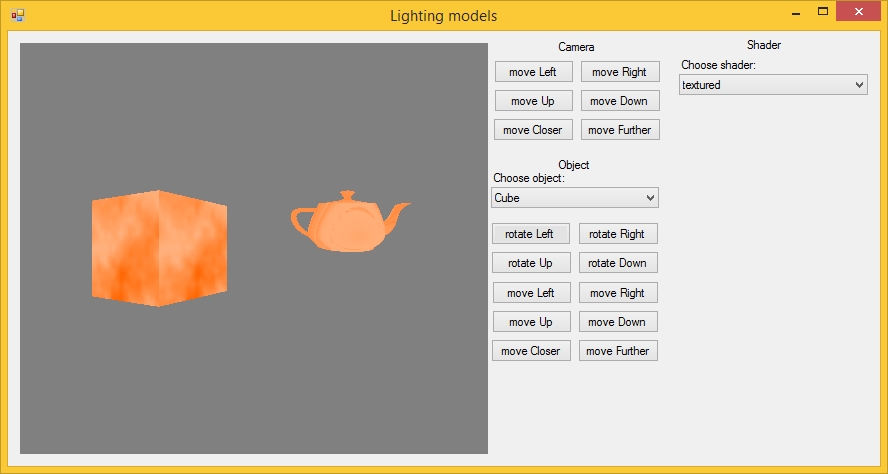 Lighting models
Camera
move Left
move Right
move Up
move Down
move Closer
move Further
Object
Choose object:
Cube
rotate Left
rotate Right
rotate Up
rotate Down
move Left
move Right
move Up
move Down
move Closer
move Further
Shader
Choose shader:
textured